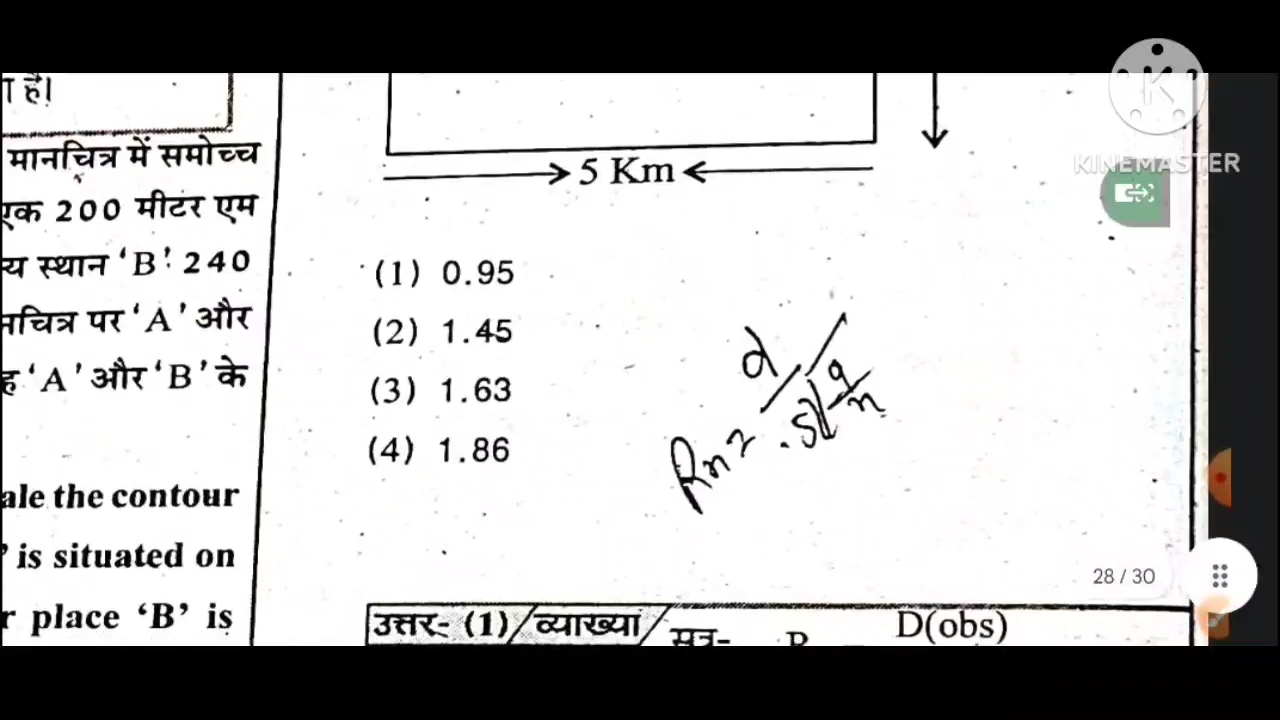 ा है।
मानचित्र में समोच्च
एक 200 मीटर एम
य स्थान 'B' 240
नचित्र पर 'A' और
ह 'A' और 'B' के
ale the contour
' is situated on
r place 'B' is
5 Km
(1) 0.95
(2) 1.45
(3) 1.63
(4) 1.86
d
Rn = .5√a/n
KINEMASTER
28 / 30
उत्तर- (1) व्याख्या सूत्र- R D(obs)